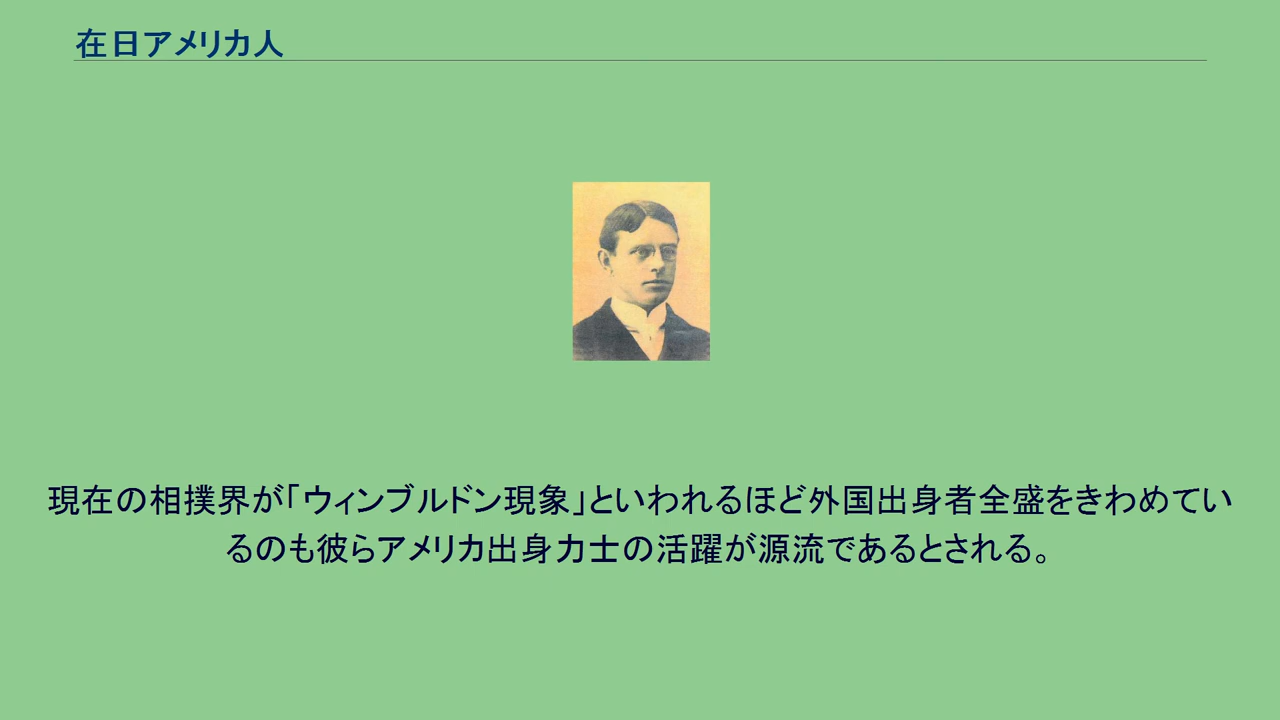 在日アメリカ人
現在の相撲界が「ウィンブルドン現象」といわれるほど外国出身者全盛をきわめてい
るのも彼らアメリカ出身力士の活躍が源流であるとされる。